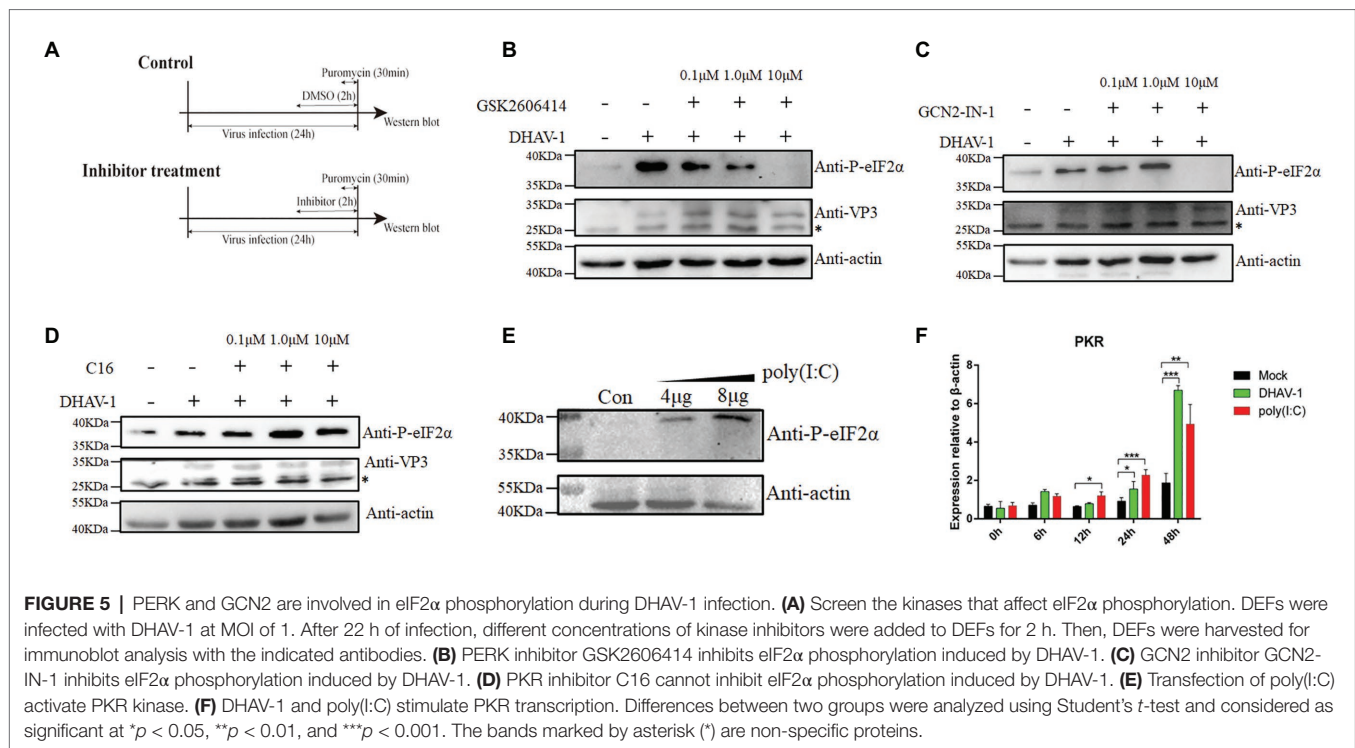 A
Control
Puromycin (30min)
DMSO (2h)
Western blot
Virus infection (24h)
Inhibitor treatment
Puromycin (30min)
Inhibitor (2h)
Western blot
Virus infection (24h)
B
0.1μM 1.0μM 10μM
GSK2606414 - - + + +
DHAV-1 - + + + +
40KDa
Anti-P-eIF2α
35KDa
35KDa
Anti-VP3
25KDa
*
55KDa
Anti-actin
40KDa
C
0.1μM 1.0μM 10μM
GCN2-IN-1 - - + + +
DHAV-1 - + + + +
40KDa
Anti-P-eIF2α
35KDa
35KDa
Anti-VP3
25KDa
*
55KDa
Anti-actin
40KDa
D
0.1μM 1.0μM 10μM
C16 - - + + +
DHAV-1 - + + + +
40KDa
Anti-P-eIF2α
35KDa
35KDa
Anti-VP3
25KDa
*
55KDa
Anti-actin
40KDa
E
poly(I:C)
Con 4μg 8μg
40KDa
Anti-P-eIF2α
35KDa
55KDa
Anti-actin
40KDa
F
PKR
Expression relative to β-actin
8
6
4
2
0
* * *** ** ***
0h 6h 12h 24h 48h
Mock
DHAV-1
poly(I:C)
FIGURE 5 | PERK and GCN2 are involved in eIF2α phosphorylation during DHAV-1 infection. (A) Screen the kinases that affect eIF2α phosphorylation. DEFs were
infected with DHAV-1 at MOI of 1. After 22 h of infection, different concentrations of kinase inhibitors were added to DEFs for 2 h. Then, DEFs were harvested for
immunoblot analysis with the indicated antibodies. (B) PERK inhibitor GSK2606414 inhibits eIF2α phosphorylation induced by DHAV-1. (C) GCN2 inhibitor GCN2-
IN-1 inhibits eIF2α phosphorylation induced by DHAV-1. (D) PKR inhibitor C16 cannot inhibit eIF2α phosphorylation induced by DHAV-1. (E) Transfection of poly(I:C)
activate PKR kinase. (F) DHAV-1 and poly(I:C) stimulate PKR transcription. Differences between two groups were analyzed using Student's t-test and considered as
significant at *p < 0.05, **p < 0.01, and ***p < 0.001. The bands marked by asterisk (*) are non-specific proteins.